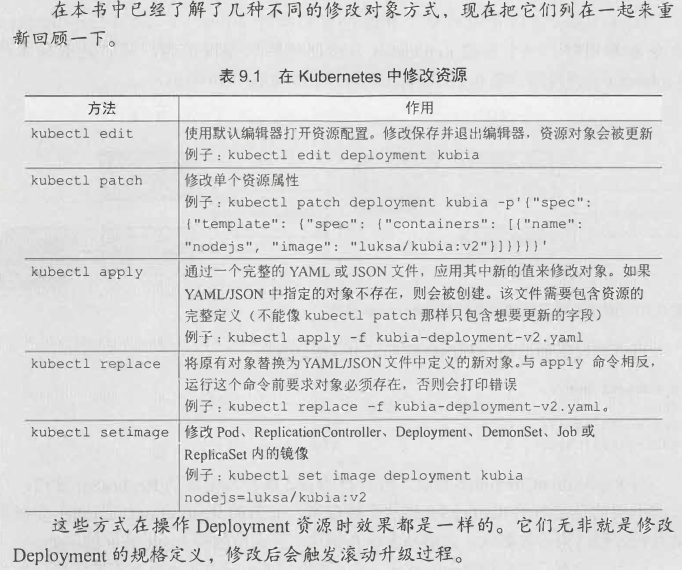 在本书中已经了解了几种不同的修改对象方式，现在把它们列在一起来重
新回顾一下。
表 9.1 在 Kubernetes 中修改资源
方法 作用
kubectl edit 使用默认编辑器打开资源配置。修改保存并退出编辑器，资源对象会被更新
例子：kubectl edit deployment kubia
kubectl patch 修改单个资源属性
例子：kubectl patch deployment kubia -p'{"spec":
{"template": {"spec": {"containers": [{"name":
"nodejs", "image": "luksa/kubia:v2"}]}}}}'
kubectl apply 通过一个完整的 YAML 或 JSON 文件，应用其中新的值来修改对象。如果
YAML/JSON 中指定的对象不存在，则会被创建。该文件需要包含资源的
完整定义（不能像 kubectl patch 那样只包含想要更新的字段）
例子：kubectl apply -f kubia-deployment-v2.yaml
kubectl replace 将原有对象替换为YAML/JSON文件中定义的新对象。与 apply 命令相反，
运行这个命令前要求对象必须存在，否则会打印错误
例子：kubectl replace -f kubia-deployment-v2.yaml。
kubectl setimage 修改 Pod、ReplicationController、Deployment、DemonSet、Job 或
ReplicaSet 内的镜像
例子：kubectl set image deployment kubia
nodejs=luksa/kubia:v2
这些方式在操作 Deployment 资源时效果都是一样的。它们无非就是修改
Deployment 的规格定义，修改后会触发滚动升级过程。